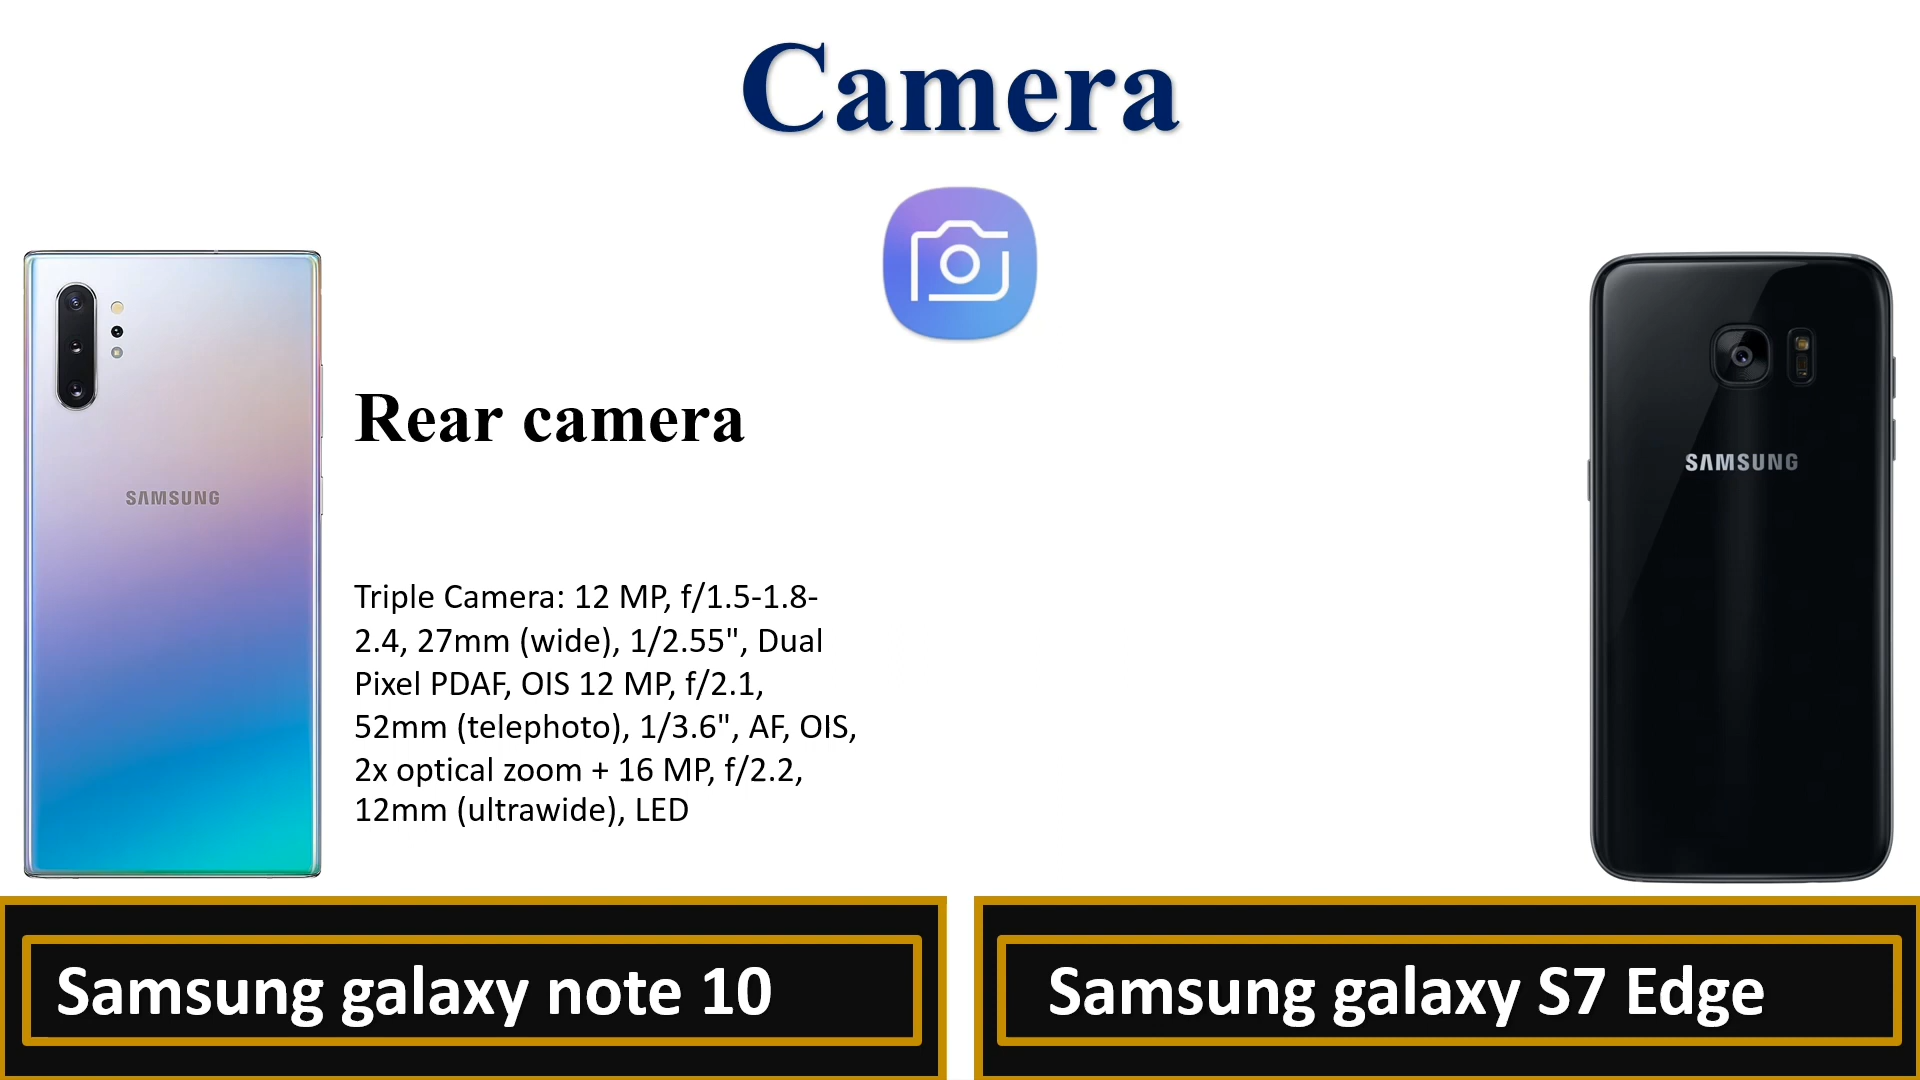 Camera
SAMSUNG
Rear camera
Triple Camera: 12 MP, f/1.5-1.8-
2.4, 27mm (wide), 1/2.55", Dual
Pixel PDAF, OIS 12 MP, f/2.1,
52mm (telephoto), 1/3.6", AF, OIS,
2x optical zoom + 16 MP, f/2.2,
12mm (ultrawide), LED
SAMSUNG
Samsung galaxy note 10
Samsung galaxy S7 Edge